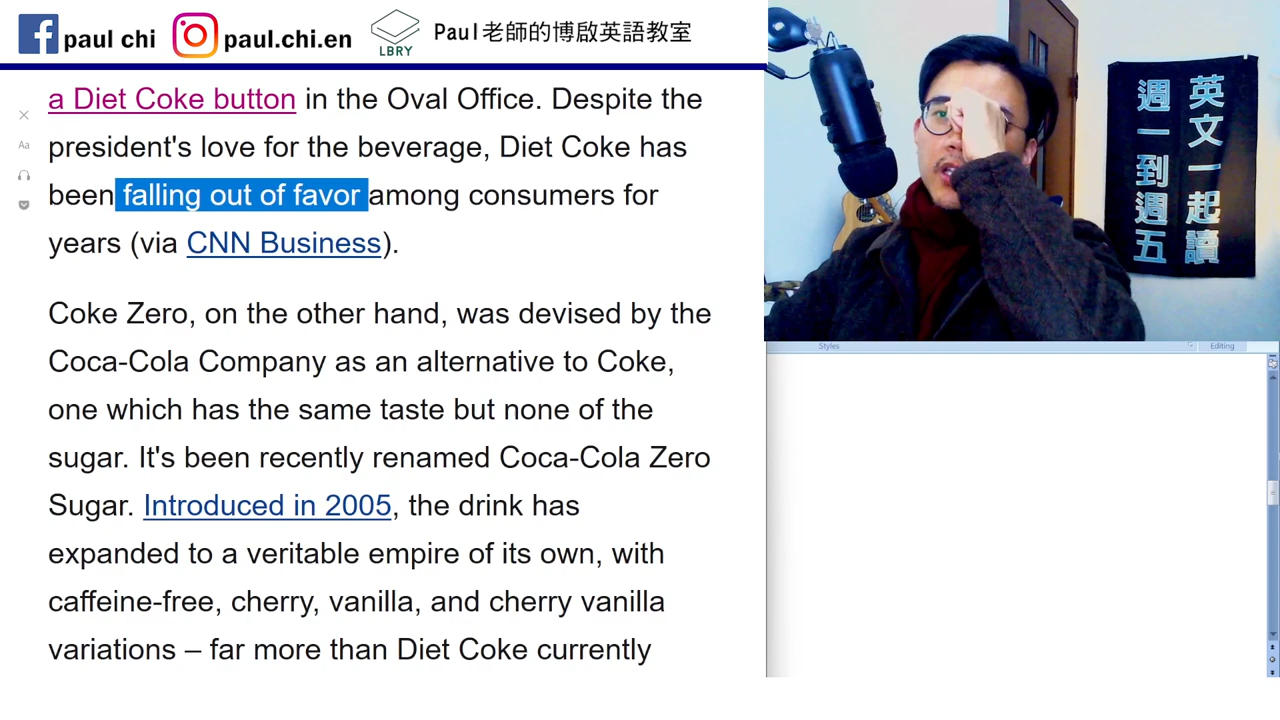 paul chi
paul.chi.en
LBRY
Paul老師的博啟英語教室
a Diet Coke button in the Oval Office. Despite the
president's love for the beverage, Diet Coke has
been falling out of favor among consumers for
years (via CNN Business).
Coke Zero, on the other hand, was devised by the
Coca-Cola Company as an alternative to Coke,
one which has the same taste but none of the
sugar. It's been recently renamed Coca-Cola Zero
Sugar. Introduced in 2005, the drink has
expanded to a veritable empire of its own, with
caffeine-free, cherry, vanilla, and cherry vanilla
variations – far more than Diet Coke currently
Aa
英文一起讀
週一到週五
Styles
Editing